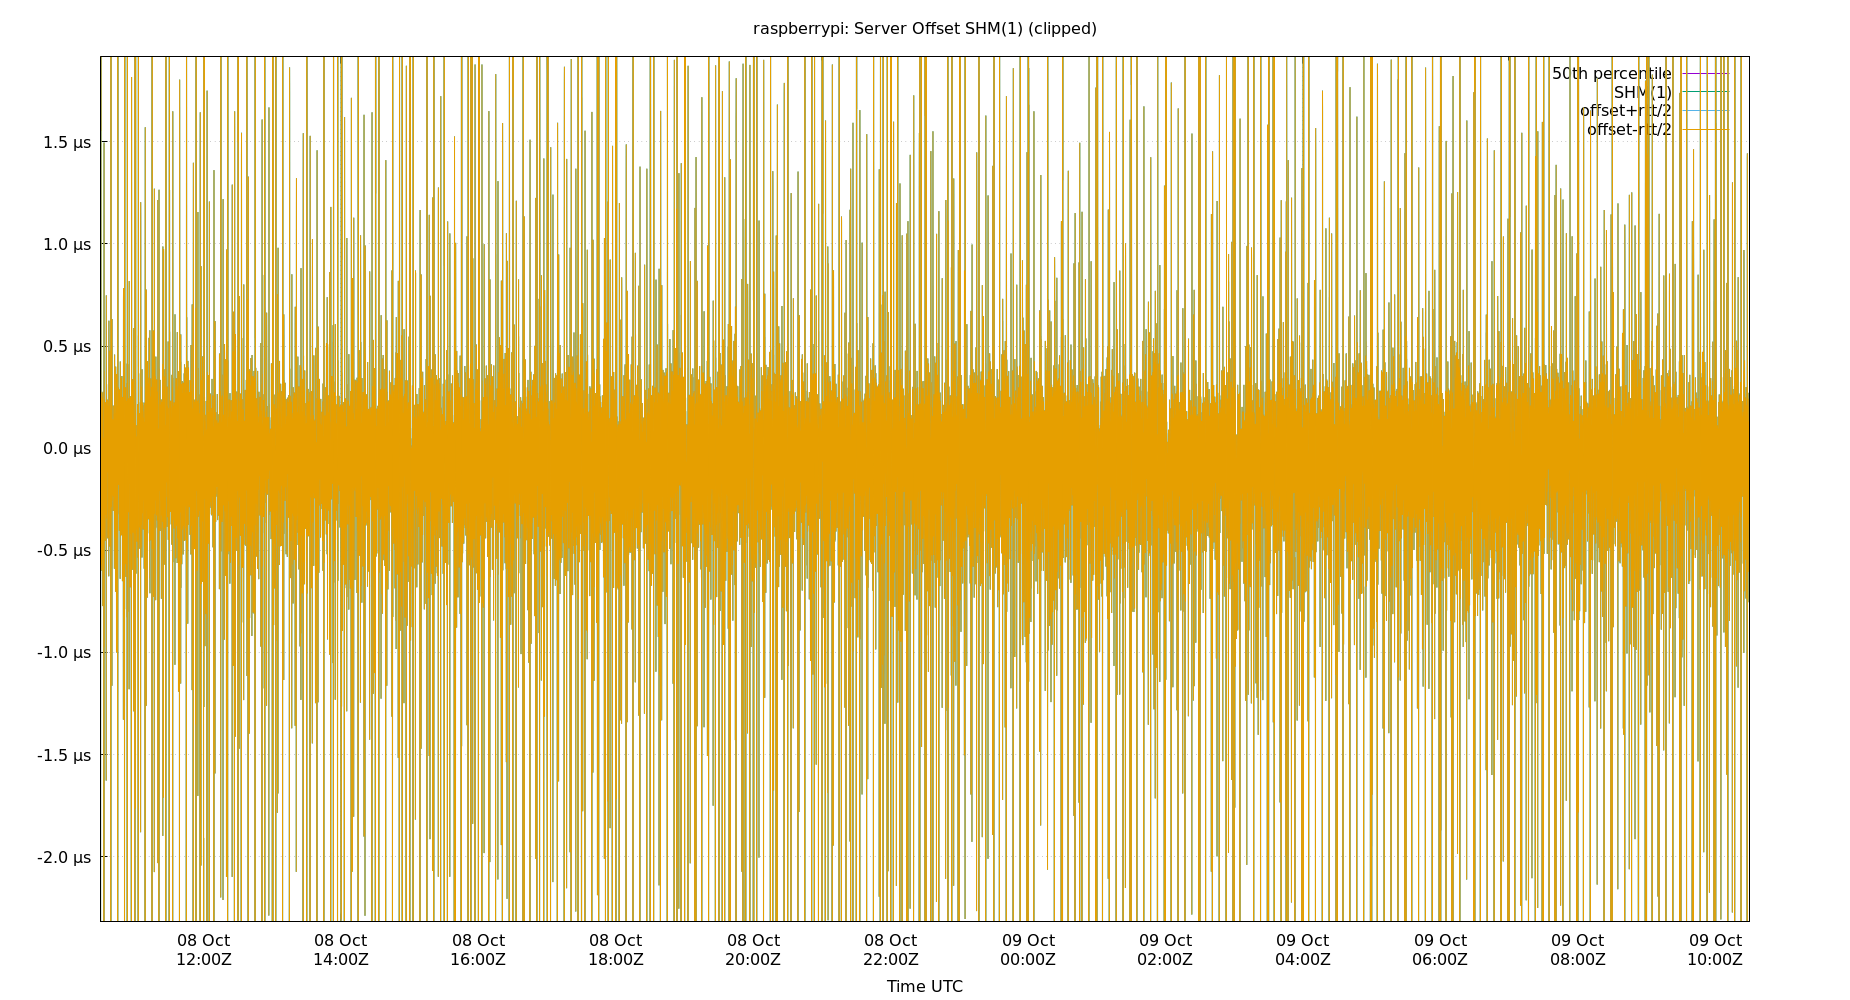 raspberrypi: Server Offset SHM(1) (clipped)
50th percentile
SHM(1)
offset+rtt/2
offset-rtt/2
1.5 µs
1.0 µs
0.5 µs
0.0 µs
-0.5 µs
-1.0 µs
-1.5 µs
-2.0 µs
08 Oct 08 Oct 08 Oct 08 Oct 08 Oct 08 Oct 09 Oct 09 Oct 09 Oct 09 Oct 09 Oct 09 Oct
12:00Z 14:00Z 16:00Z 18:00Z 20:00Z 22:00Z 00:00Z 02:00Z 04:00Z 06:00Z 08:00Z 10:00Z
Time UTC